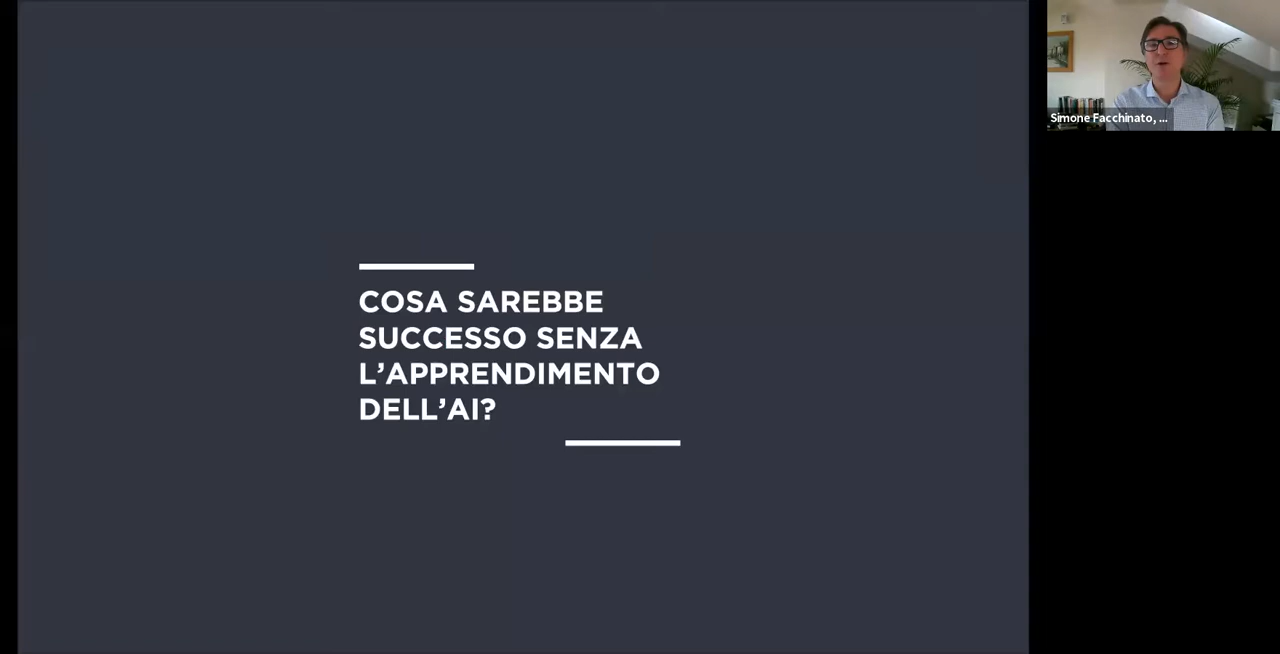 COSA SAREBBE
SUCCESSO SENZA
L’APPRENDIMENTO
DELL’AI?
Simone Facchinato, ...